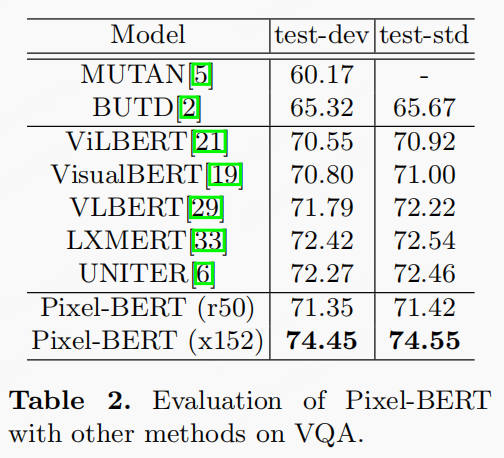 Model test-dev test-std
MUTAN[5] 60.17 -
BUTD[2] 65.32 65.67
ViLBERT[21] 70.55 70.92
VisualBERT[19] 70.80 71.00
VLBERT[29] 71.79 72.22
LXMERT[33] 72.42 72.54
UNITER[6] 72.27 72.46
Pixel-BERT (r50) 71.35 71.42
Pixel-BERT (x152) 74.45 74.55
Table 2. Evaluation of Pixel-BERT
with other methods on VQA.